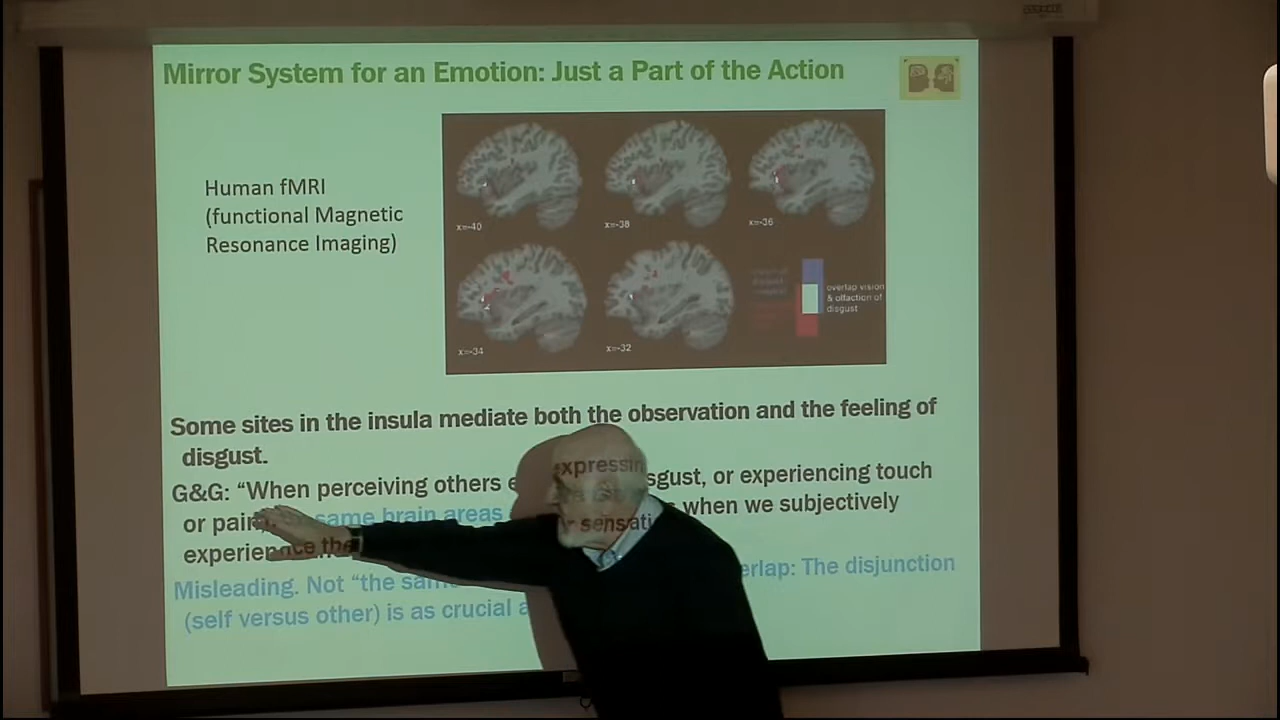 Mirror System for an Emotion: Just a Part of the Action
Human fMRI
(functional Magnetic
Resonance Imaging)
x=-40
x=-38
x=-36
x=-34
x=-32
overlap vision
& olfaction of
disgust
Some sites in the insula mediate both the observation and the feeling of
disgust.
G&G: “When perceiving others expressing disgust, or experiencing touch
or pain, same brain areas when we subjectively
experience
Misleading. Not “the same overlap: The disjunction
(self versus other) is as crucial